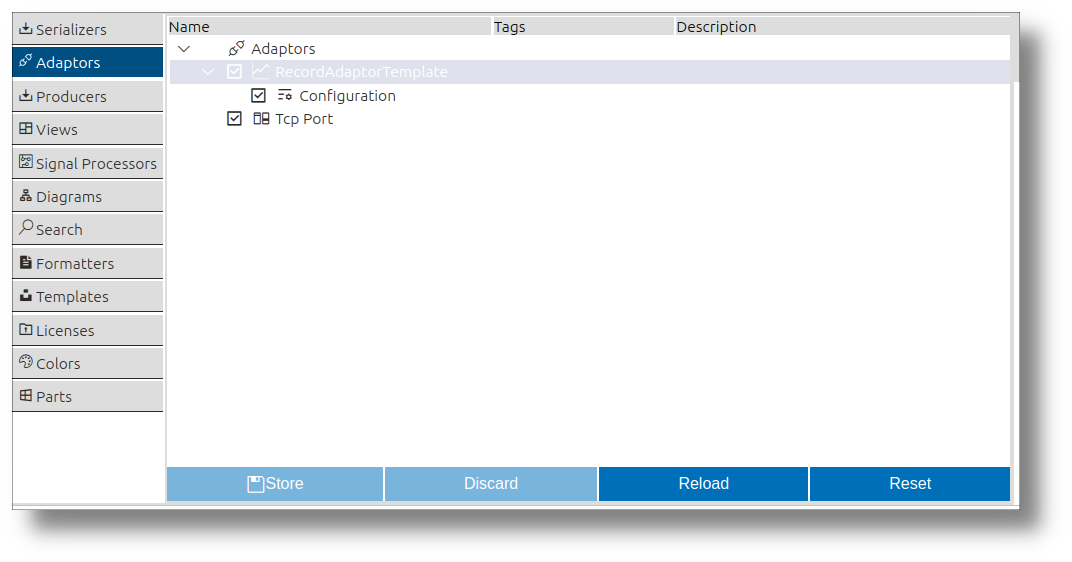 Serializers
Adaptors
Producers
Views
Signal Processors
Diagrams
Search
Formatters
Templates
Licenses
Colors
Parts
Name Tags Description
Adaptors
RecordAdaptorTemplate
Configuration
Tcp Port
Store Discard Reload Reset